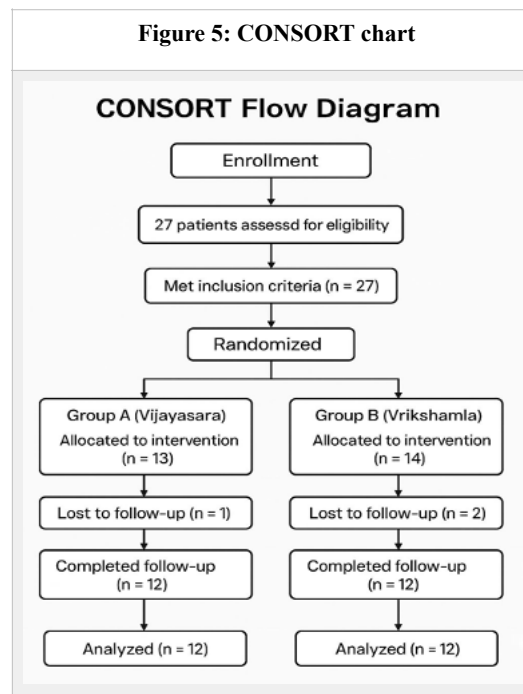 Figure 5: CONSORT chart
CONSORT Flow Diagram
Enrollment
27 patients assessd for eligibility
Met inclusion criteria (n = 27)
Randomized
Group A (Vijayasara)
Allocated to intervention
(n = 13)
Group B (Vrikshamla)
Allocated to intervention
(n = 14)
Lost to follow-up (n = 1)
Lost to follow-up (n = 2)
Completed follow-up
(n = 12)
Completed follow-up
(n = 12)
Analyzed (n = 12)
Analyzed (n = 12)